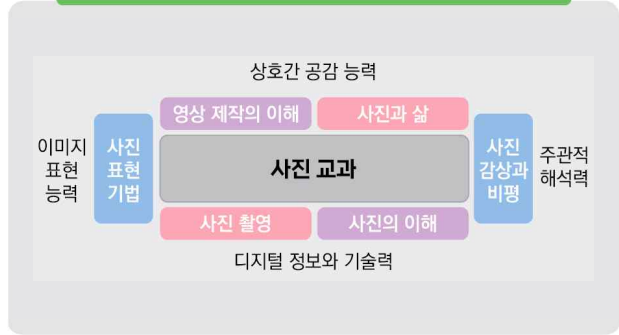 상호간 공감 능력
영상 제작의 이해
사진과 삶
이미지
표현
능력
사진
표현
기법
사진 교과
사진
감상과
비평
주관적
해석력
사진 촬영
사진의 이해
디지털 정보와 기술력